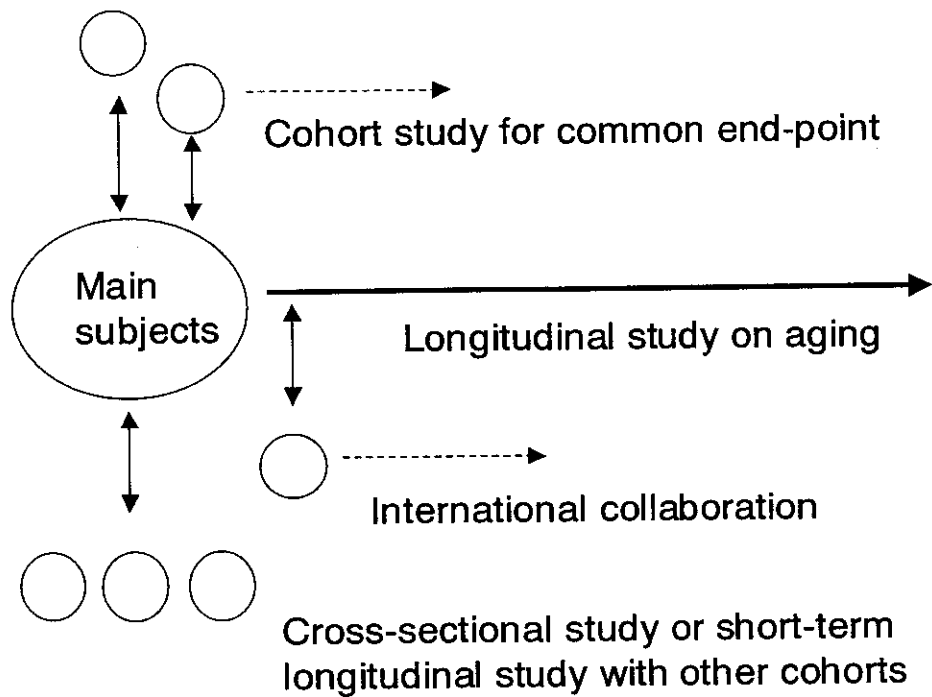 Cohort study for common end-point
Main
subjects
Longitudinal study on aging
International collaboration
Cross-sectional study or short-term
longitudinal study with other cohorts